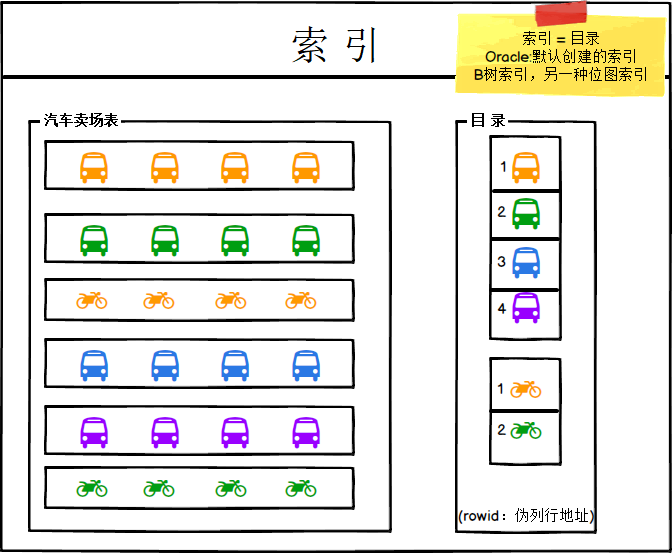 索 引
索引 = 目录
Oracle:默认创建的索引
B树索引，另一种位图索引
汽车卖场表
目 录
1
2
3
4
1
2
(rowid：伪列行地址)